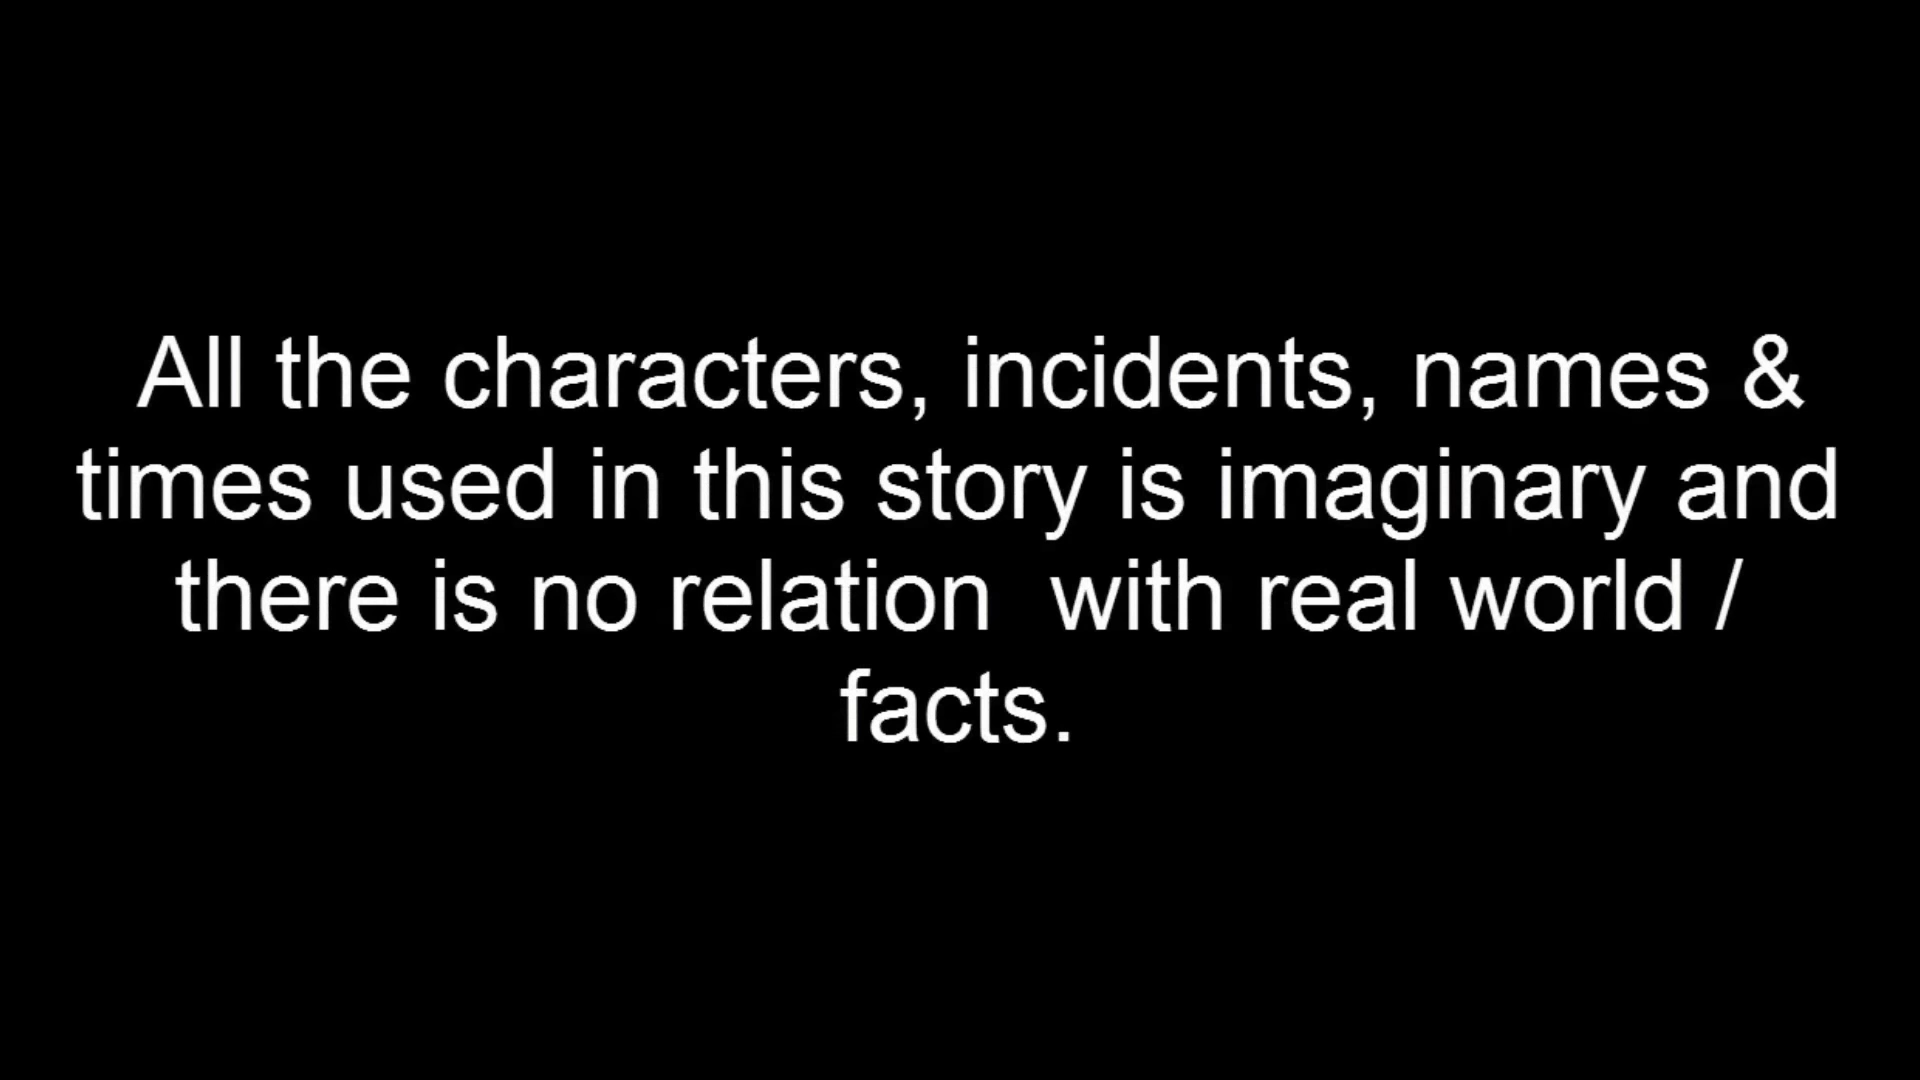 All the characters, incidents, names &
times used in this story is imaginary and
there is no relation  with real world /
facts.